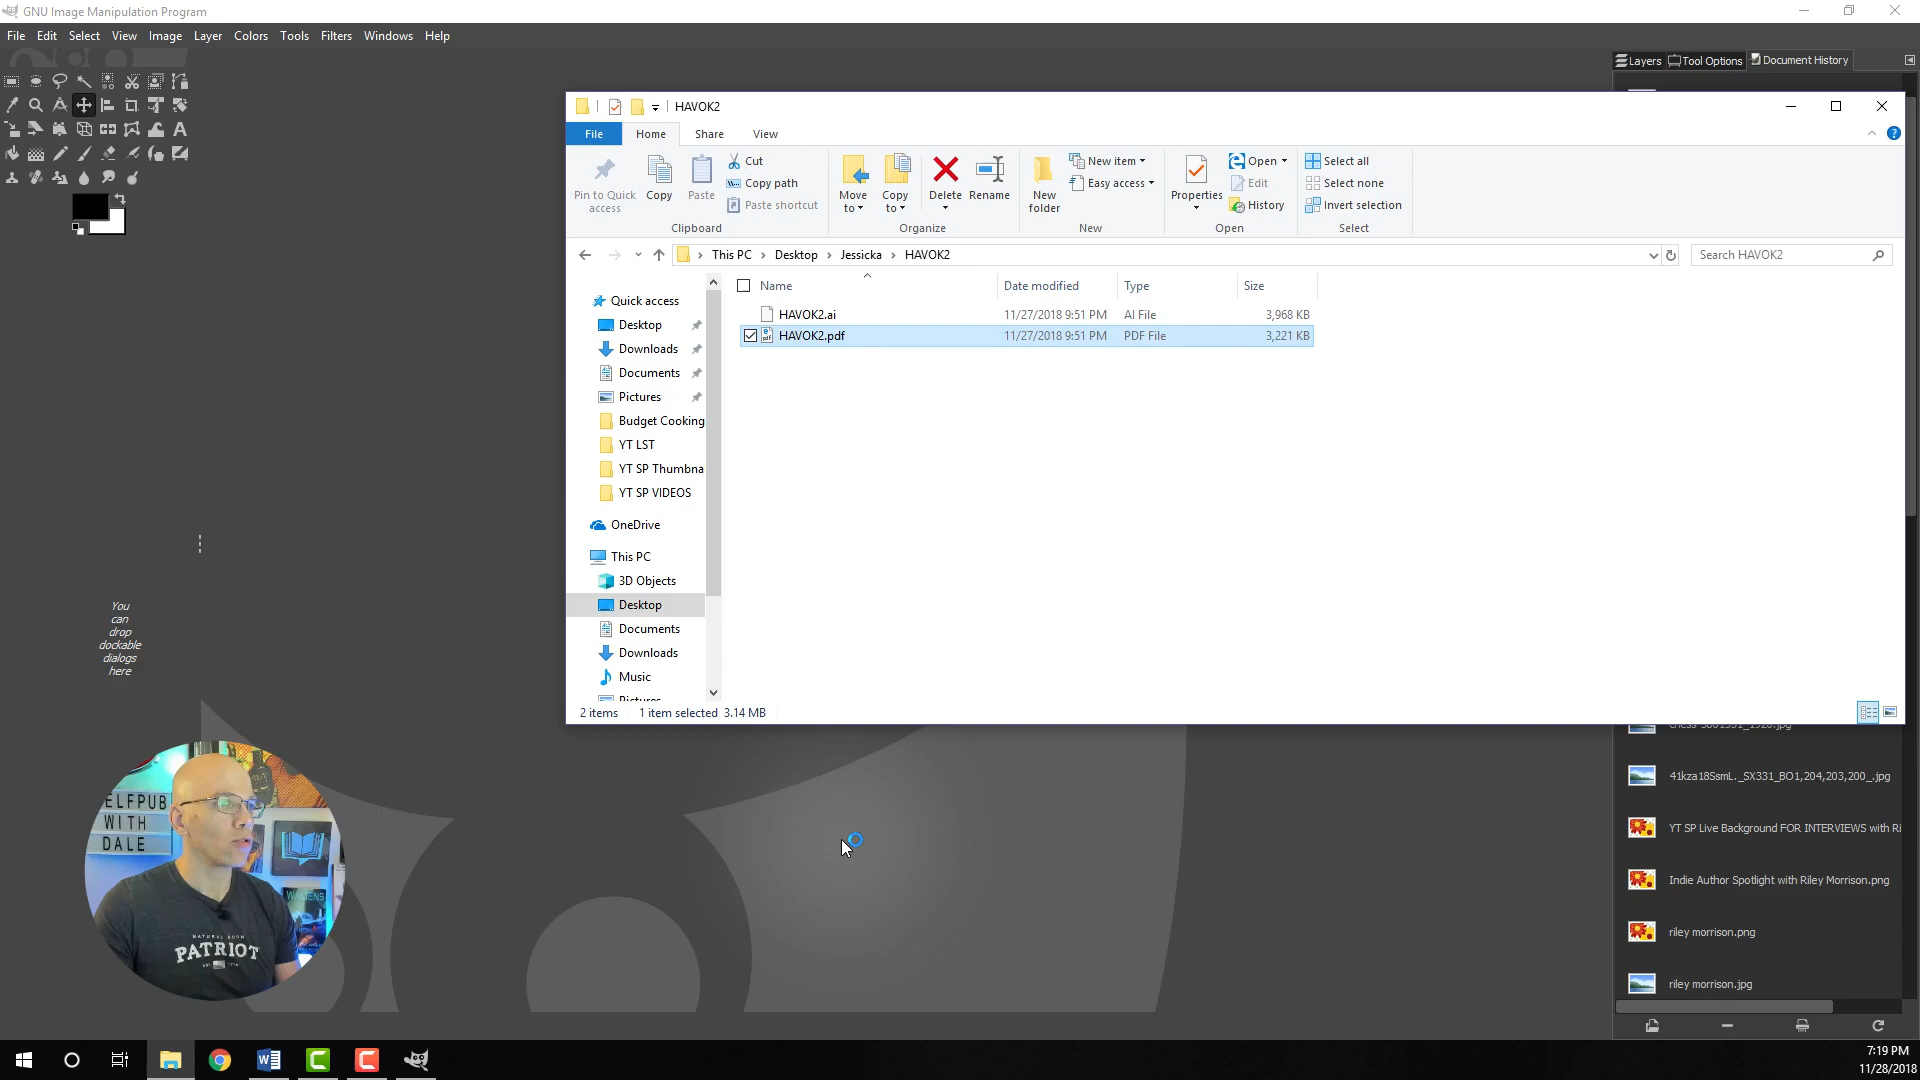 GNU Image Manipulation Program
File Edit Select View Image Layer Colors Tools Filters Windows Help
Layers Tool Options Document History
HAVOK2
File Home Share View
Pin to Quick access
Copy
Paste
Cut
Copy path
Paste shortcut
Clipboard
Move to
Copy to
Delete
Rename
Organize
New folder
New item
Easy access
New
Properties
Open
Edit
History
Open
Select all
Select none
Invert selection
Select
This PC > Desktop > Jessicka > HAVOK2
Search HAVOK2
Name Date modified Type Size
HAVOK2.ai 11/27/2018 9:51 PM AI File 3,968 KB
HAVOK2.pdf 11/27/2018 9:51 PM PDF File 3,221 KB
Quick access
Desktop
Downloads
Documents
Pictures
Budget Cooking
YT LST
YT SP Thumbna
YT SP VIDEOS
OneDrive
This PC
3D Objects
Desktop
Documents
Downloads
Music
Pictures
2 items 1 item selected 3.14 MB
You
can
drop
dockable
dialogs
here
41kza18SsmL._SX331_BO1,204,203,200_.jpg
YT SP Live Background FOR INTERVIEWS with Ri
Indie Author Spotlight with Riley Morrison.png
riley morrison.png
riley morrison.jpg
ELFPUB
WITH
DALE
PATRIOT
7:19 PM
11/28/2018